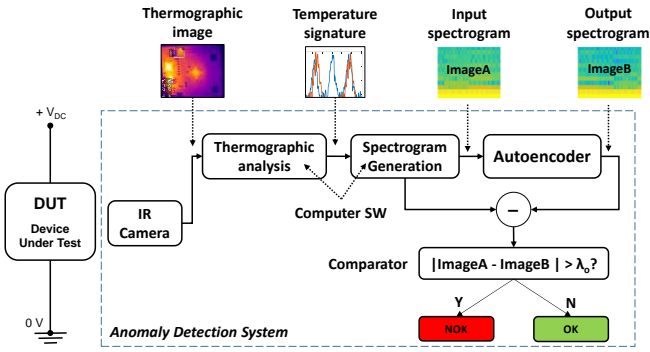 Thermographic
image
Temperature
signature
Input
spectrogram
Output
spectrogram
ImageA
ImageB
+ V_DC
Thermographic
analysis
Spectrogram
Generation
Autoencoder
DUT
Device
Under Test
IR
Camera
Computer SW
−
Comparator
|ImageA - ImageB | > λ₀?
Y
N
NOK
OK
0 V
Anomaly Detection System